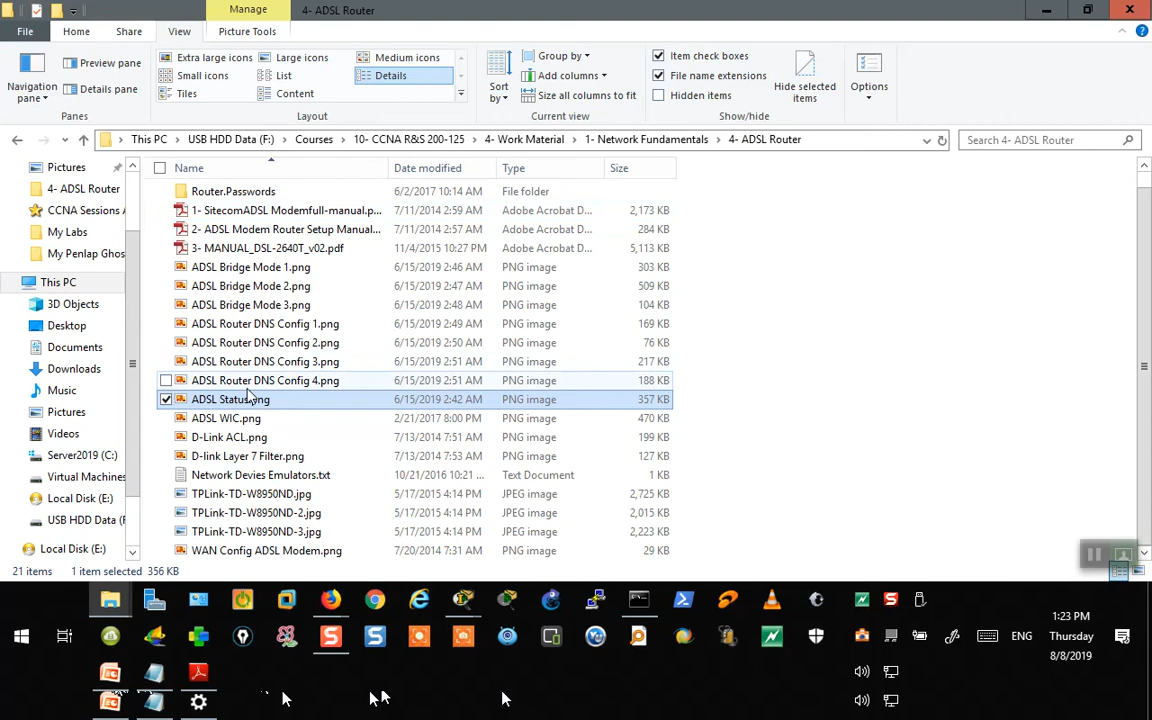 Manage
4- ADSL Router
File
Home
Share
View
Picture Tools
Navigation pane
Preview pane
Details pane
Panes
Extra large icons
Large icons
Medium icons
Small icons
List
Details
Tiles
Content
Layout
Sort by
Group by
Add columns
Size all columns to fit
Current view
Item check boxes
File name extensions
Hidden items
Hide selected items
Show/hide
Options
This PC
USB HDD Data (F:)
Courses
10- CCNA R&S 200-125
4- Work Material
1- Network Fundamentals
4- ADSL Router
Search 4- ADSL Router
Name
Date modified
Type
Size
Pictures
4- ADSL Router
CCNA Sessions A
My Labs
My Penlap Ghos
This PC
3D Objects
Desktop
Documents
Downloads
Music
Pictures
Videos
Server2019 (C:)
Virtual Machines
Local Disk (E:)
USB HDD Data (F
Local Disk (E:)
Router.Passwords 6/2/2017 10:14 AM File folder
1- SitecomADSL Modemfull-manual.p... 7/11/2014 2:59 AM Adobe Acrobat D... 2,173 KB
2- ADSL Modem Router Setup Manual... 7/11/2014 2:57 AM Adobe Acrobat D... 284 KB
3- MANUAL_DSL-2640T_v02.pdf 11/4/2015 10:27 PM Adobe Acrobat D... 5,113 KB
ADSL Bridge Mode 1.png 6/15/2019 2:46 AM PNG image 303 KB
ADSL Bridge Mode 2.png 6/15/2019 2:47 AM PNG image 509 KB
ADSL Bridge Mode 3.png 6/15/2019 2:48 AM PNG image 104 KB
ADSL Router DNS Config 1.png 6/15/2019 2:49 AM PNG image 169 KB
ADSL Router DNS Config 2.png 6/15/2019 2:50 AM PNG image 76 KB
ADSL Router DNS Config 3.png 6/15/2019 2:51 AM PNG image 217 KB
ADSL Router DNS Config 4.png 6/15/2019 2:51 AM PNG image 188 KB
ADSL Status.png 6/15/2019 2:42 AM PNG image 357 KB
ADSL WIC.png 2/21/2017 8:00 PM PNG image 470 KB
D-Link ACL.png 7/13/2014 7:51 AM PNG image 199 KB
D-link Layer 7 Filter.png 7/13/2014 7:53 AM PNG image 127 KB
Network Devies Emulators.txt 10/21/2016 10:21 ... Text Document 1 KB
TPLink-TD-W8950ND.jpg 5/17/2015 4:14 PM JPEG image 2,725 KB
TPLink-TD-W8950ND-2.jpg 5/17/2015 4:14 PM JPEG image 2,015 KB
TPLink-TD-W8950ND-3.jpg 5/17/2015 4:14 PM JPEG image 2,223 KB
WAN Config ADSL Modem.png 7/20/2014 7:31 AM PNG image 29 KB
21 items
1 item selected 356 KB
ENG
1:23 PM
Thursday
8/8/2019